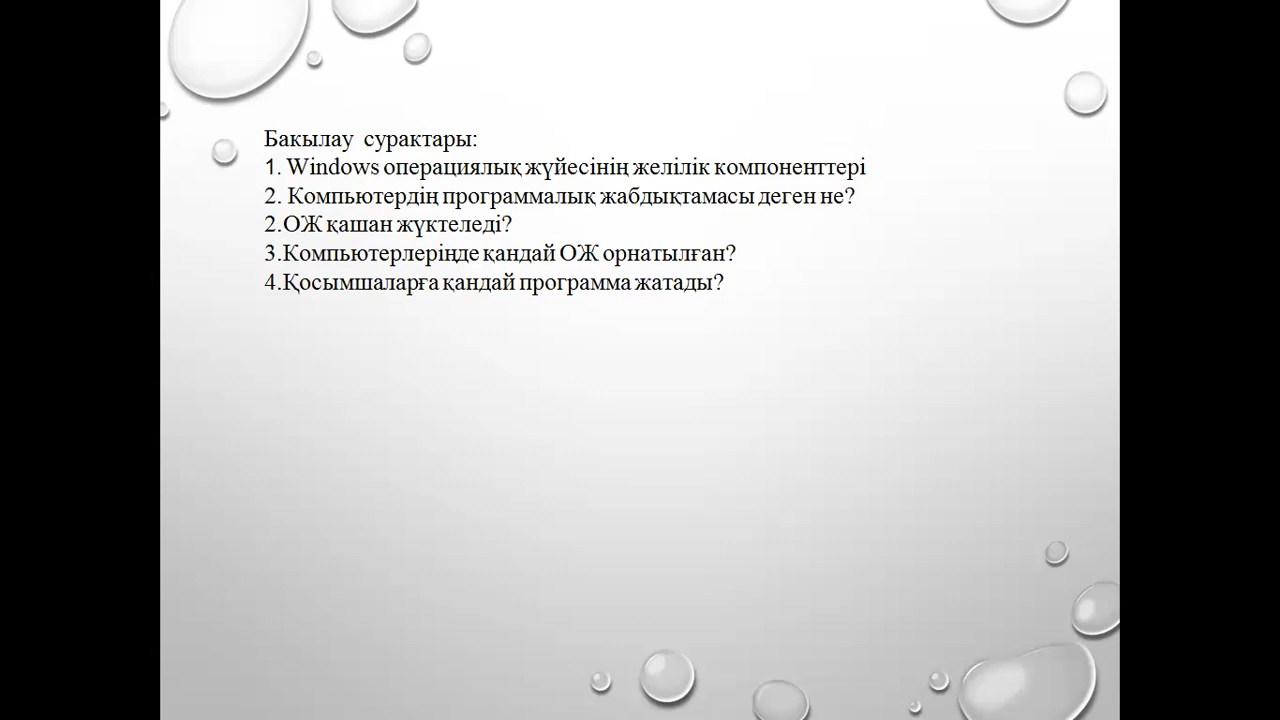 Бакылау сурактары:
1. Windows операциялық жүйесінің желілік компоненттері
2. Компьютердің программалық жабдықтамасы деген не?
2.ОЖ қашан жүктеледі?
3.Компьютерлеріңде қандай ОЖ орнатылған?
4.Қосымшаларға қандай программа жатады?